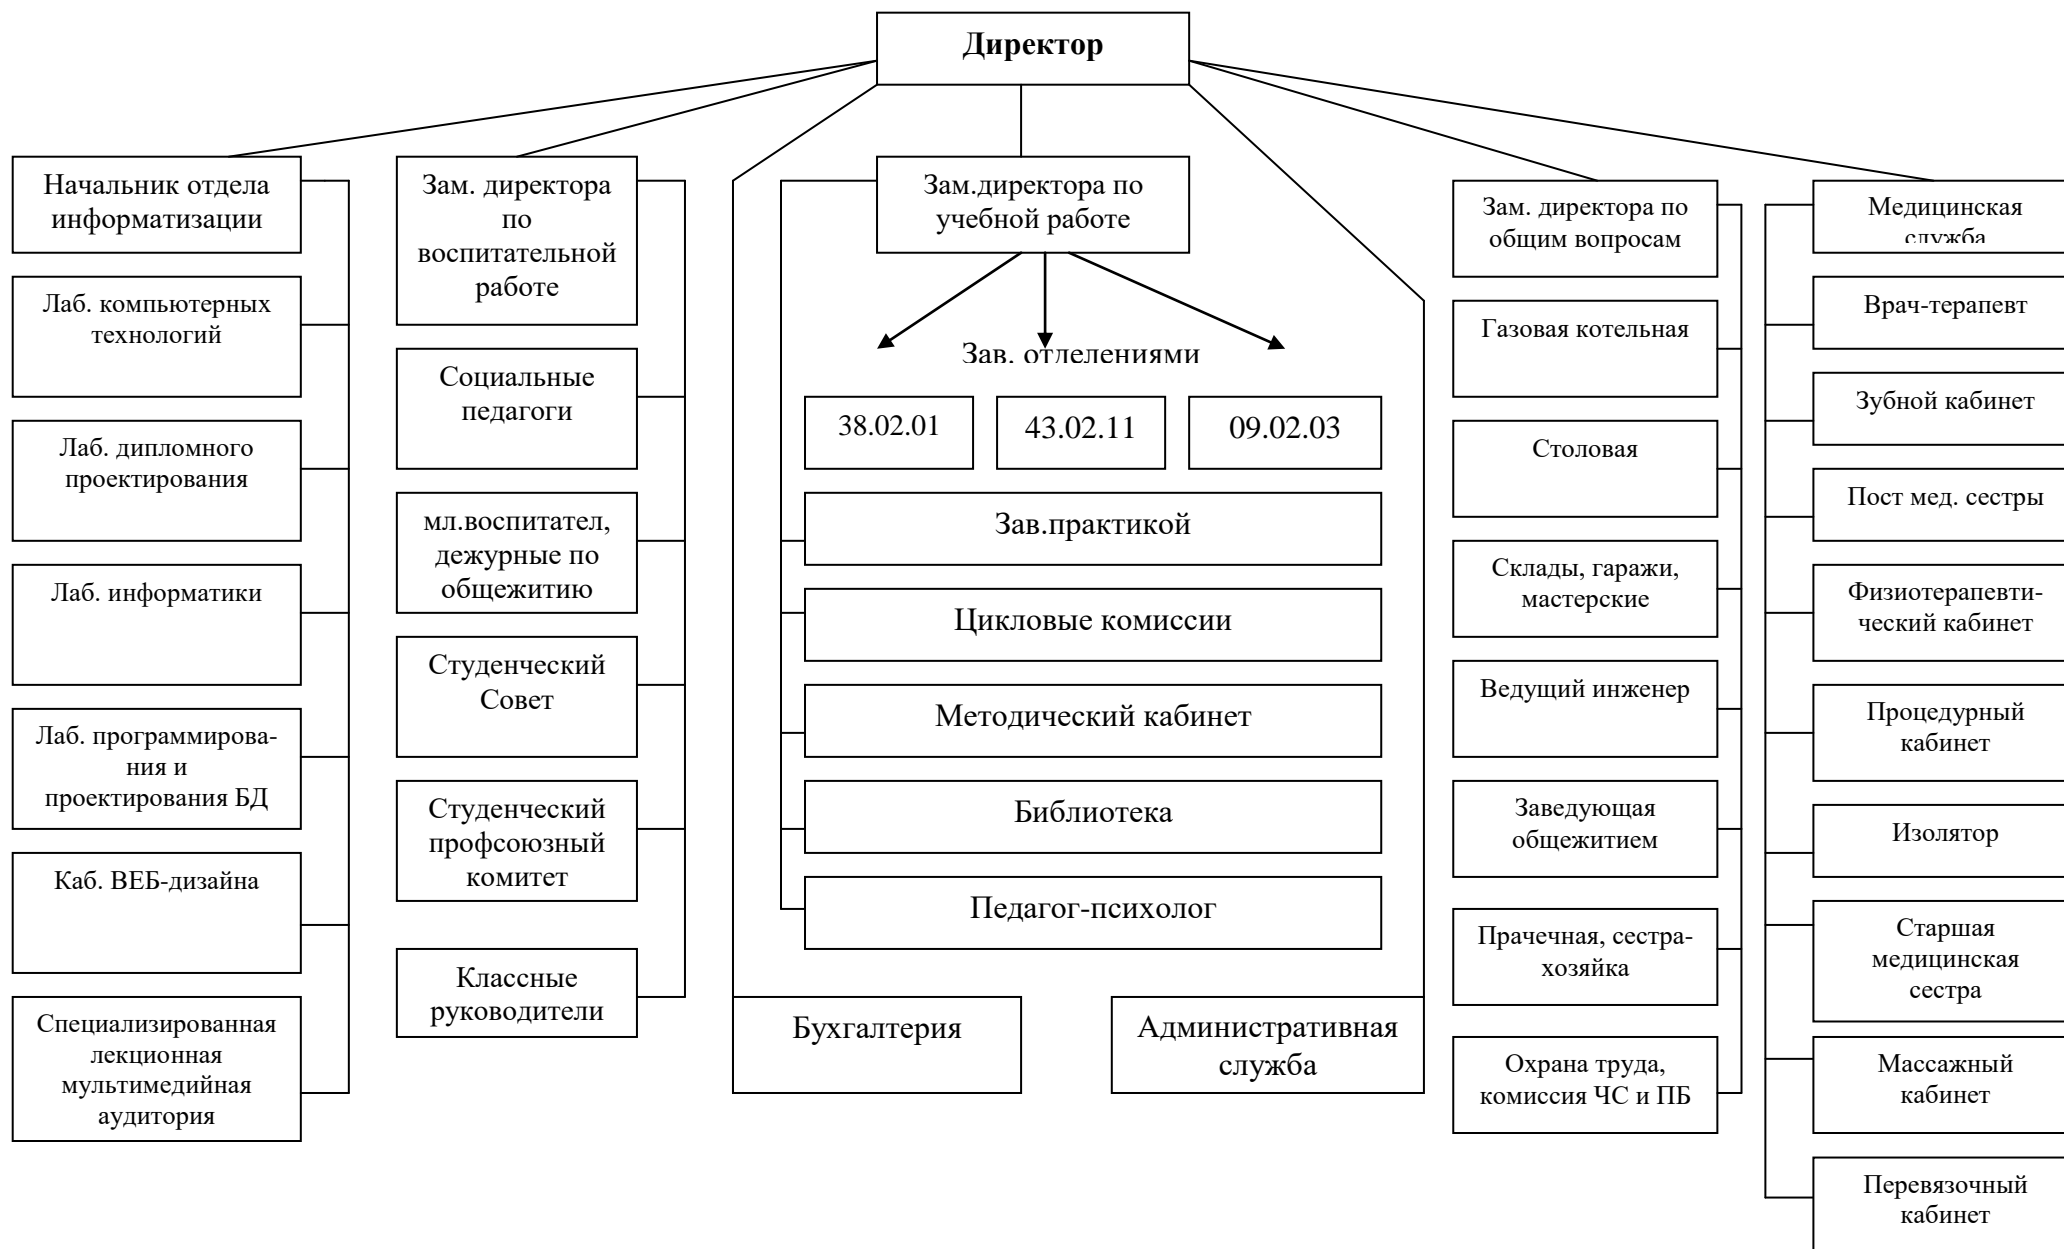 Директор
Начальник отдела
информатизации
Лаб. компьютерных
технологий
Лаб. дипломного
проектирования
Лаб. информатики
Лаб. программирова-
ния и
проектирования БД
Каб. ВЕБ-дизайна
Специализированная
лекционная
мультимедийная
аудитория
Зам. директора
по
воспитательной
работе
Социальные
педагоги
мл.воспитател,
дежурные по
общежитию
Студенческий
Совет
Студенческий
профсоюзный
комитет
Классные
руководители
Зам.директора по
учебной работе
Зав. отделениями
38.02.01
43.02.11
09.02.03
Зав.практикой
Цикловые комиссии
Методический кабинет
Библиотека
Педагог-психолог
Бухгалтерия
Административная
служба
Зам. директора по
общим вопросам
Газовая котельная
Столовая
Склады, гаражи,
мастерские
Ведущий инженер
Заведующая
общежитием
Прачечная, сестра-
хозяйка
Охрана труда,
комиссия ЧС и ПБ
Медицинская
служба
Врач-терапевт
Зубной кабинет
Пост мед. сестры
Физиотерапевти-
ческий кабинет
Процедурный
кабинет
Изолятор
Старшая
медицинская
сестра
Массажный
кабинет
Перевязочный
кабинет